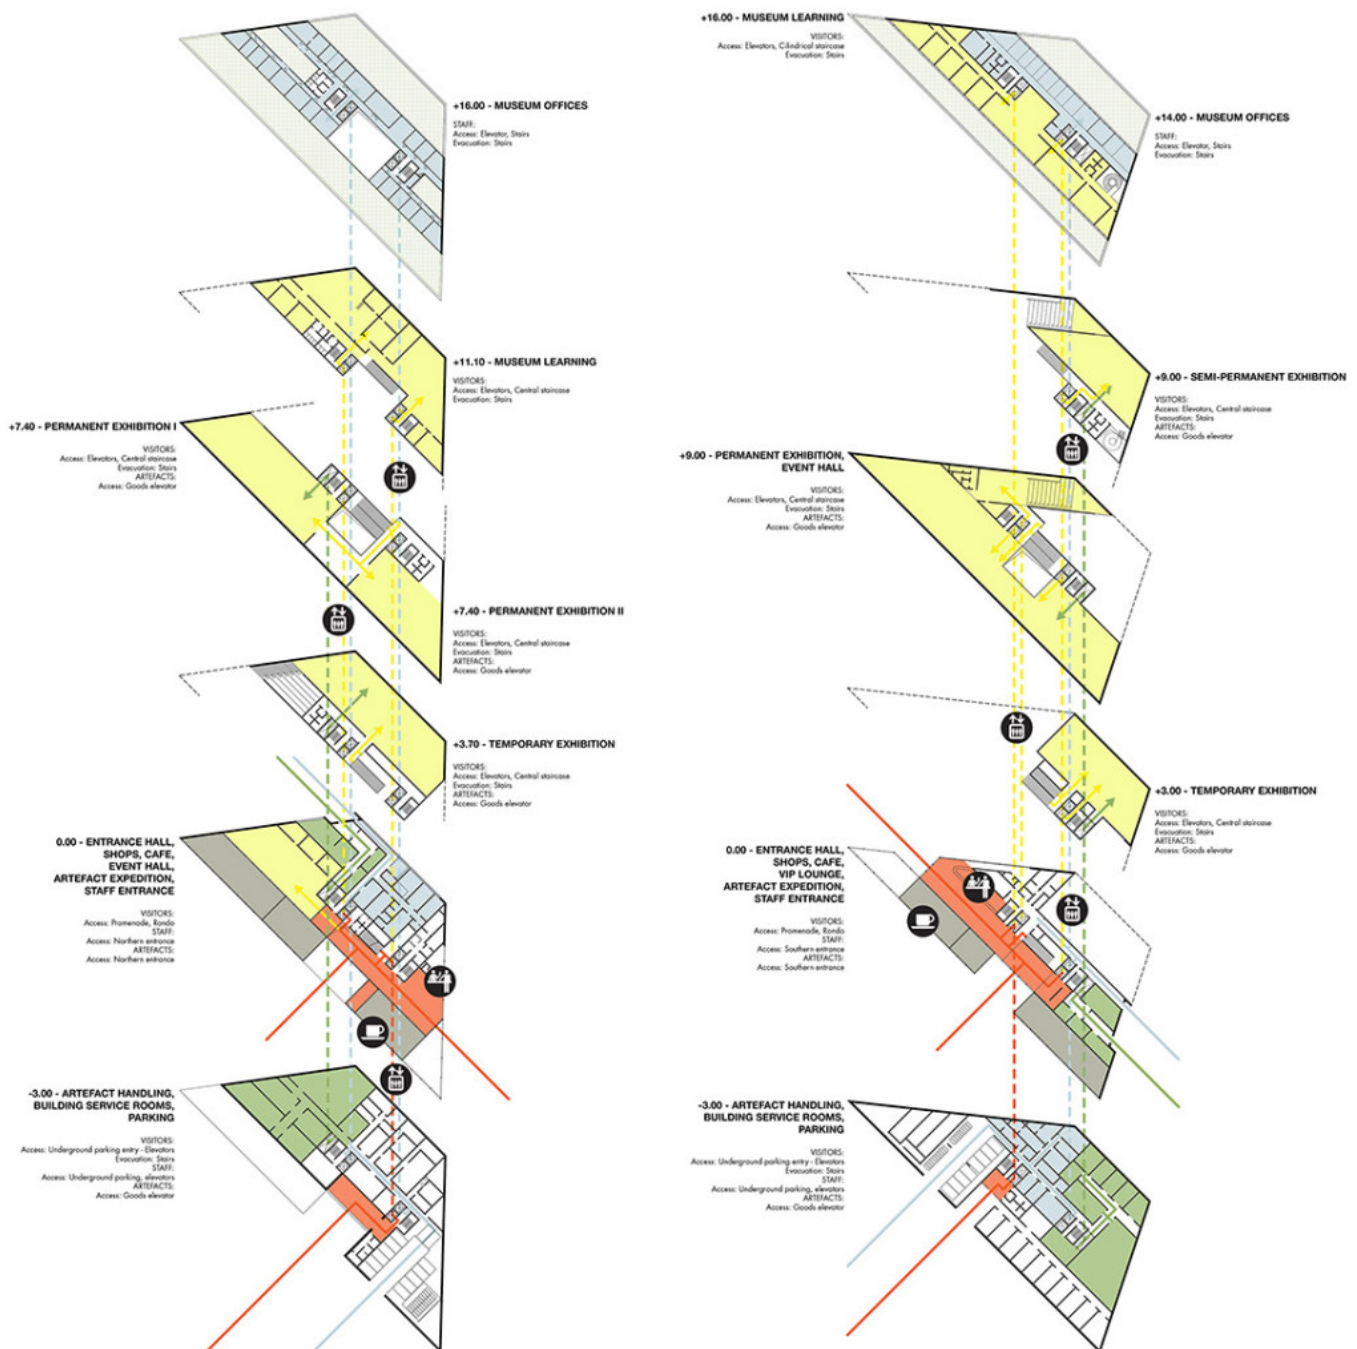 +16.00 - MUSEUM OFFICES
STAFF:
Access: Elevator, Stairs
Evacuation: Stairs
+11.10 - MUSEUM LEARNING
VISITORS:
Access: Elevators, Central staircase
Evacuation: Stairs
+7.40 - PERMANENT EXHIBITION I
VISITORS:
Access: Elevators, Central staircase
Evacuation: Stairs
ARTEFACTS:
Access: Goods elevator
+7.40 - PERMANENT EXHIBITION II
VISITORS:
Access: Elevators, Central staircase
Evacuation: Stairs
ARTEFACTS:
Access: Goods elevator
+3.70 - TEMPORARY EXHIBITION
VISITORS:
Access: Elevators, Central staircase
Evacuation: Stairs
ARTEFACTS:
Access: Goods elevator
0.00 - ENTRANCE HALL,
SHOPS, CAFE,
EVENT HALL,
ARTEFACT EXPEDITION,
STAFF ENTRANCE
VISITORS:
Access: Promenade, Rondo
STAFF:
Access: Northern entrance
ARTEFACTS:
Access: Northern entrance
-3.00 - ARTEFACT HANDLING,
BUILDING SERVICE ROOMS,
PARKING
VISITORS:
Access: Underground parking entry - Elevators
Evacuation: Stairs
STAFF:
Access: Underground parking, elevators
ARTEFACTS:
Access: Goods elevator
+16.00 - MUSEUM LEARNING
VISITORS:
Access: Elevators, Cilindrical staircase
Evacuation: Stairs
+14.00 - MUSEUM OFFICES
STAFF:
Access: Elevator, Stairs
Evacuation: Stairs
+9.00 - SEMI-PERMANENT EXHIBITION
VISITORS:
Access: Elevators, Central staircase
Evacuation: Stairs
ARTEFACTS:
Access: Goods elevator
+9.00 - PERMANENT EXHIBITION,
EVENT HALL
VISITORS:
Access: Elevators, Central staircase
Evacuation: Stairs
ARTEFACTS:
Access: Goods elevator
+3.00 - TEMPORARY EXHIBITION
VISITORS:
Access: Elevators, Central staircase
Evacuation: Stairs
ARTEFACTS:
Access: Goods elevator
0.00 - ENTRANCE HALL,
SHOPS, CAFE,
VIP LOUNGE,
ARTEFACT EXPEDITION,
STAFF ENTRANCE
VISITORS:
Access: Promenade, Rondo
STAFF:
Access: Southern entrance
ARTEFACTS:
Access: Southern entrance
-3.00 - ARTEFACT HANDLING,
BUILDING SERVICE ROOMS,
PARKING
VISITORS:
Access: Underground parking entry - Elevators
Evacuation: Stairs
STAFF:
Access: Underground parking, elevators
ARTEFACTS:
Access: Goods elevator